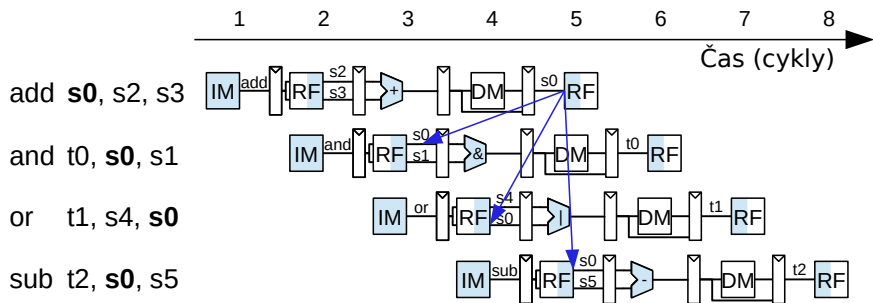 1 2 3 4 5 6 7 8
Čas (cykly)
add s0, s2, s3 IM add RF s2 s3 + DM s0 RF
and t0, s0, s1 IM and RF s0 s1 & DM t0 RF
or t1, s4, s0 IM or RF s4 s0 | DM t1 RF
sub t2, s0, s5 IM sub RF s0 s5 - DM t2 RF